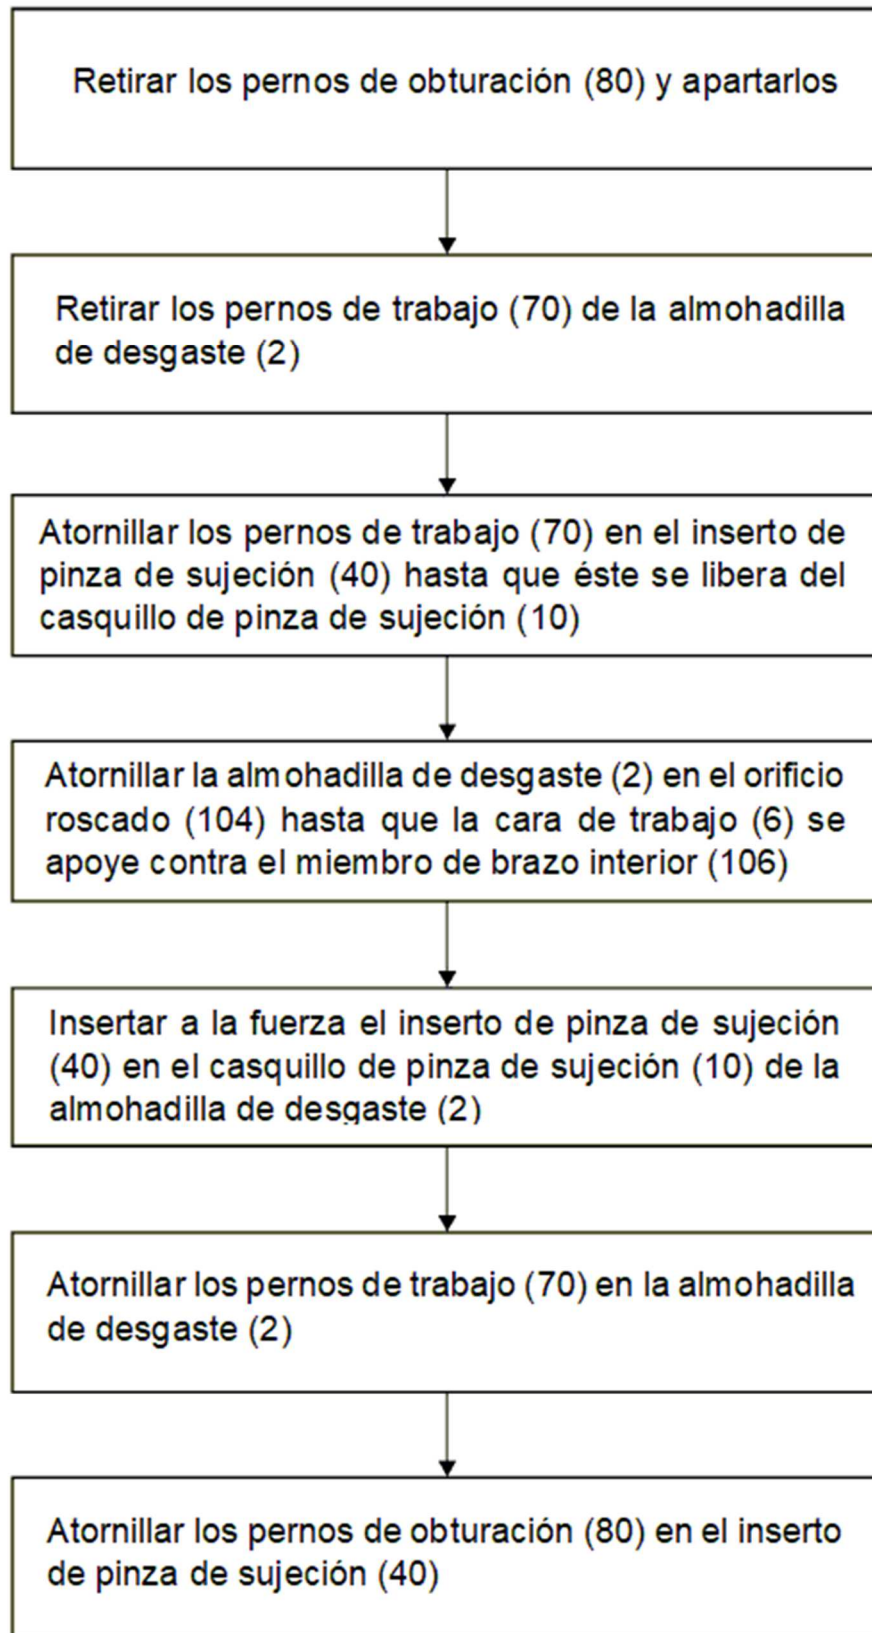 Retirar los pernos de obturación (80) y apartarlos
Retirar los pernos de trabajo (70) de la almohadilla
de desgaste (2)
Atornillar los pernos de trabajo (70) en el inserto de
pinza de sujeción (40) hasta que éste se libera del
casquillo de pinza de sujeción (10)
Atornillar la almohadilla de desgaste (2) en el orificio
roscado (104) hasta que la cara de trabajo (6) se
apoye contra el miembro de brazo interior (106)
Insertar a la fuerza el inserto de pinza de sujeción
(40) en el casquillo de pinza de sujeción (10) de la
almohadilla de desgaste (2)
Atornillar los pernos de trabajo (70) en la almohadilla
de desgaste (2)
Atornillar los pernos de obturación (80) en el inserto
de pinza de sujeción (40)